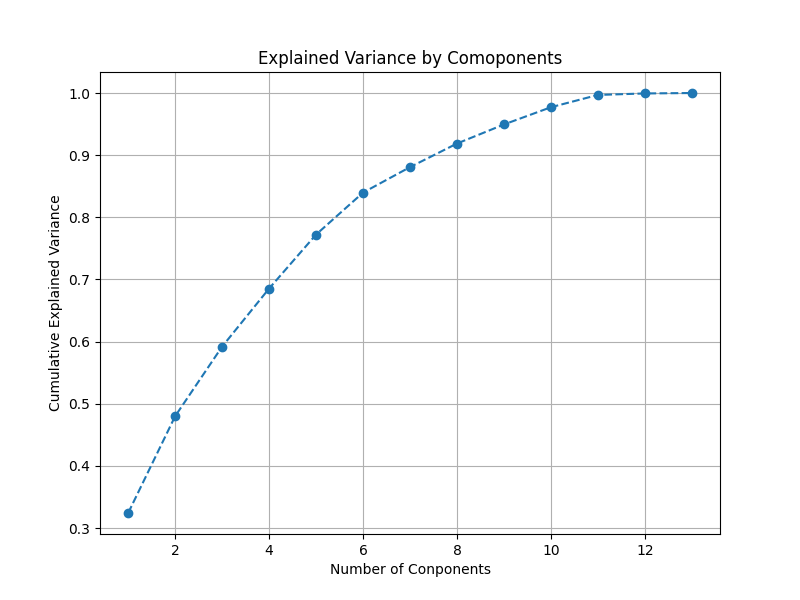 Explained Variance by Comoponents
Cumulative Explained Variance
1.0
0.9
0.8
0.7
0.6
0.5
0.4
0.3
2 4 6 8 10 12
Number of Conponents